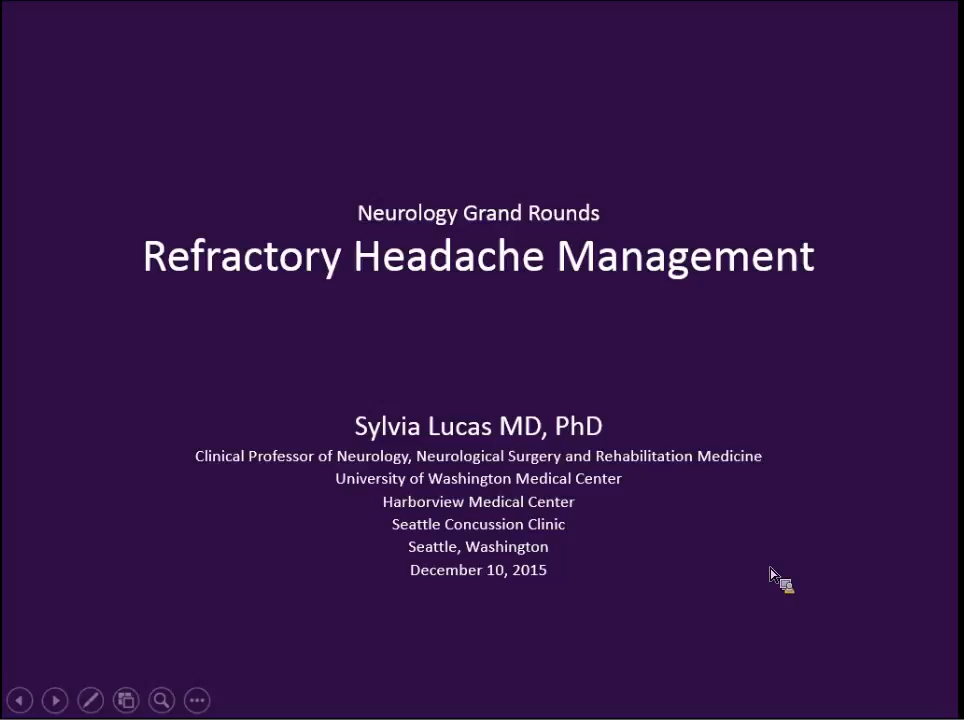 Neurology Grand Rounds
Refractory Headache Management
Sylvia Lucas MD, PhD
Clinical Professor of Neurology, Neurological Surgery and Rehabilitation Medicine
University of Washington Medical Center
Harborview Medical Center
Seattle Concussion Clinic
Seattle, Washington
December 10, 2015